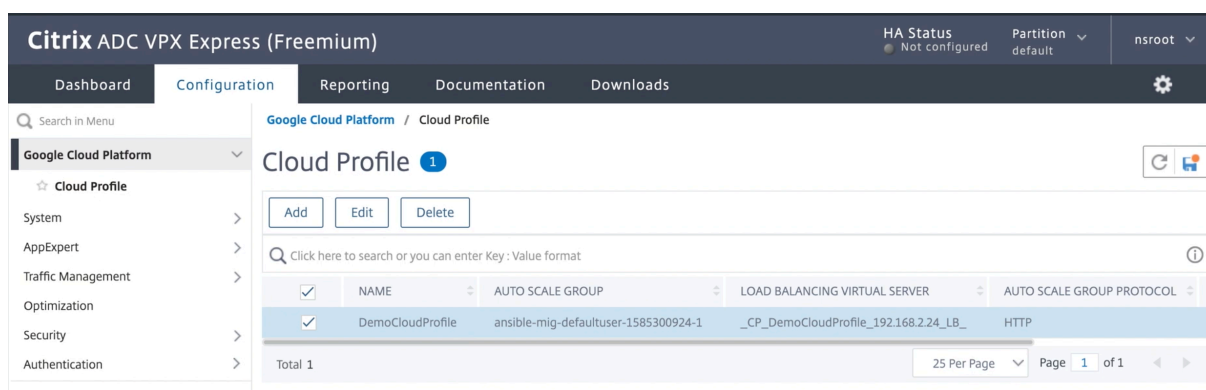 Citrix ADC VPX Express (Freemium)
HA Status
Not configured
Partition
default
nsroot
Dashboard Configuration Reporting Documentation Downloads
Search in Menu
Google Cloud Platform
Cloud Profile
System
AppExpert
Traffic Management
Optimization
Security
Authentication
Google Cloud Platform / Cloud Profile
Cloud Profile 1
Add Edit Delete
Click here to search or you can enter Key : Value format
NAME AUTO SCALE GROUP LOAD BALANCING VIRTUAL SERVER AUTO SCALE GROUP PROTOCOL
DemoCloudProfile ansible-mig-defaultuser-1585300924-1 _CP_DemoCloudProfile_192.168.2.24_LB_ HTTP
Total 1 25 Per Page Page 1 of 1